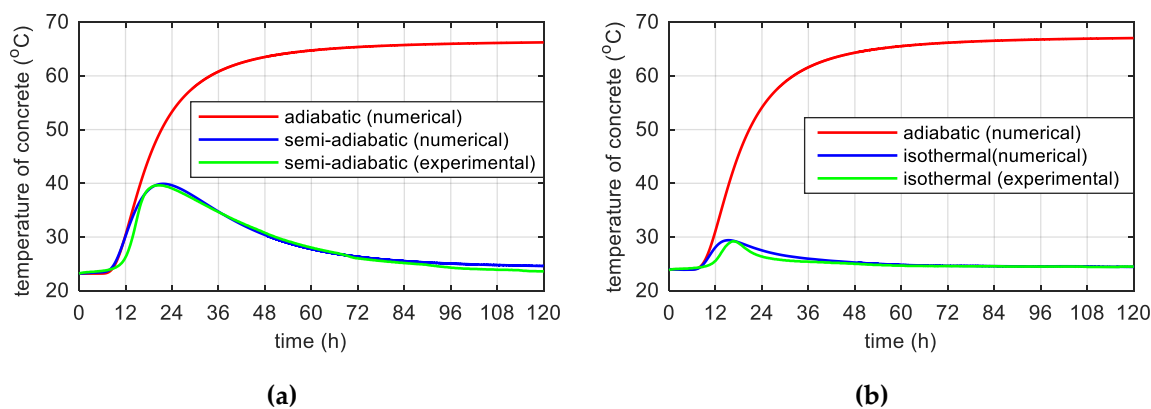 70
60
50
40
30
20
temperature of concrete (°C)
adiabatic (numerical)
semi-adiabatic (numerical)
semi-adiabatic (experimental)
0 12 24 36 48 60 72 84 96 108 120
time (h)
(a)
70
60
50
40
30
20
temperature of concrete (°C)
adiabatic (numerical)
isothermal(numerical)
isothermal (experimental)
0 12 24 36 48 60 72 84 96 108 120
time (h)
(b)